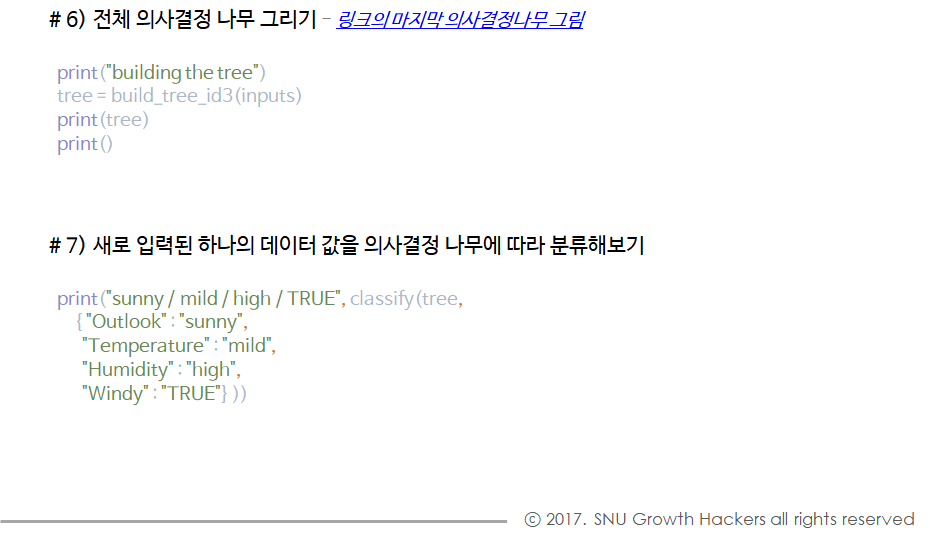 # 6) 전체 의사결정 나무 그리기 - 링크의 마지막 의사결정나무 그림
print("building the tree")
tree = build_tree_id3(inputs)
print(tree)
print()
# 7) 새로 입력된 하나의 데이터 값을 의사결정 나무에 따라 분류해보기
print("sunny / mild / high / TRUE", classify(tree,
{ "Outlook" : "sunny",
"Temperature" : "mild",
"Humidity" : "high",
"Windy" : "TRUE"} ))
ⓒ 2017. SNU Growth Hackers all rights reserved